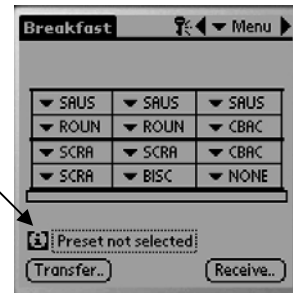 Breakfast Menu
SAUS SAUS SAUS
ROUN ROUN CBAC
SCRA SCRA CBAC
SCRA BISC NONE
i Preset not selected
Transfer.. Receive..